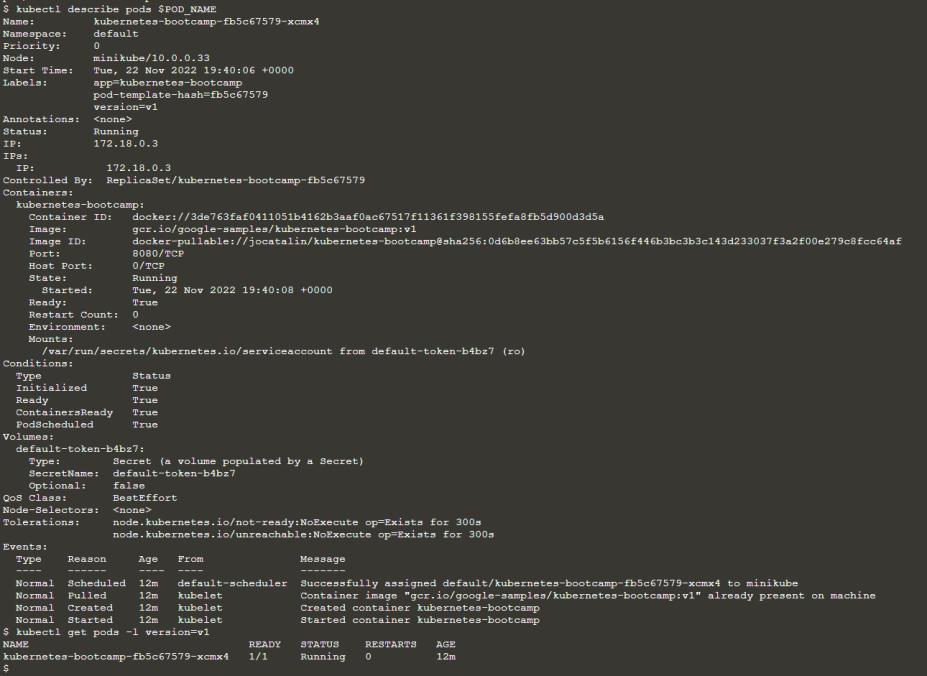 $ kubectl describe pods $POD_NAME
Name:         kubernetes-bootcamp-fb5c67579-xcmx4
Namespace:    default
Priority:     0
Node:         minikube/10.0.0.33
Start Time:   Tue, 22 Nov 2022 19:40:06 +0000
Labels:       app=kubernetes-bootcamp
              pod-template-hash=fb5c67579
              version=v1
Annotations:  <none>
Status:       Running
IP:           172.18.0.3
IPs:
  IP:           172.18.0.3
Controlled By:  ReplicaSet/kubernetes-bootcamp-fb5c67579
Containers:
  kubernetes-bootcamp:
    Container ID:   docker://3de763faf0411051b4162b3aaf0ac67517f11361f398155fefa8fb5d900d3d5a
    Image:          gcr.io/google-samples/kubernetes-bootcamp:v1
    Image ID:       docker-pullable://jocatalin/kubernetes-bootcamp@sha256:0d6b8ee63bb57c5f5b6156f446b3bc3b3c143d233037f3a2f00e279c8fcc64af
    Port:           8080/TCP
    Host Port:      0/TCP
    State:          Running
      Started:      Tue, 22 Nov 2022 19:40:08 +0000
    Ready:          True
    Restart Count:  0
    Environment:    <none>
    Mounts:
      /var/run/secrets/kubernetes.io/serviceaccount from default-token-b4bz7 (ro)
Conditions:
  Type              Status
  Initialized       True
  Ready             True
  ContainersReady   True
  PodScheduled      True
Volumes:
  default-token-b4bz7:
    Type:        Secret (a volume populated by a Secret)
    SecretName:  default-token-b4bz7
    Optional:    false
QoS Class:       BestEffort
Node-Selectors:  <none>
Tolerations:     node.kubernetes.io/not-ready:NoExecute op=Exists for 300s
                 node.kubernetes.io/unreachable:NoExecute op=Exists for 300s
Events:
  Type    Reason     Age   From               Message
  ----    ------     ----  ----               -------
  Normal  Scheduled  12m   default-scheduler  Successfully assigned default/kubernetes-bootcamp-fb5c67579-xcmx4 to minikube
  Normal  Pulled     12m   kubelet            Container image "gcr.io/google-samples/kubernetes-bootcamp:v1" already present on machine
  Normal  Created    12m   kubelet            Created container kubernetes-bootcamp
  Normal  Started    12m   kubelet            Started container kubernetes-bootcamp
$ kubectl get pods -l version=v1
NAME                                  READY   STATUS    RESTARTS   AGE
kubernetes-bootcamp-fb5c67579-xcmx4   1/1     Running   0          12m
$